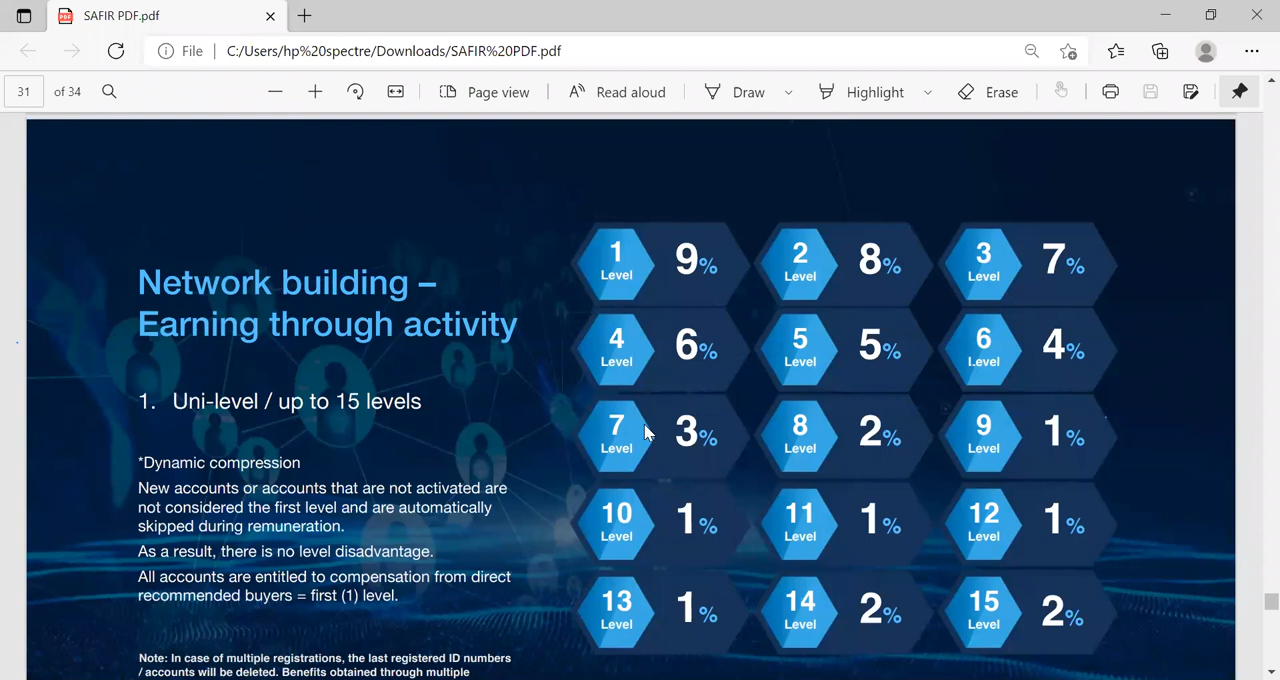 SAFIR PDF.pdf
File
C:/Users/hp%20spectre/Downloads/SAFIR%20PDF.pdf
31 of 34
Page view
Read aloud
Draw
Highlight
Erase
Network building –
Earning through activity
1. Uni-level / up to 15 levels
*Dynamic compression
New accounts or accounts that are not activated are
not considered the first level and are automatically
skipped during remuneration.
As a result, there is no level disadvantage.
All accounts are entitled to compensation from direct
recommended buyers = first (1) level.
Note: In case of multiple registrations, the last registered ID numbers
/ accounts will be deleted. Benefits obtained through multiple
1 Level 9%
2 Level 8%
3 Level 7%
4 Level 6%
5 Level 5%
6 Level 4%
7 Level 3%
8 Level 2%
9 Level 1%
10 Level 1%
11 Level 1%
12 Level 1%
13 Level 1%
14 Level 2%
15 Level 2%